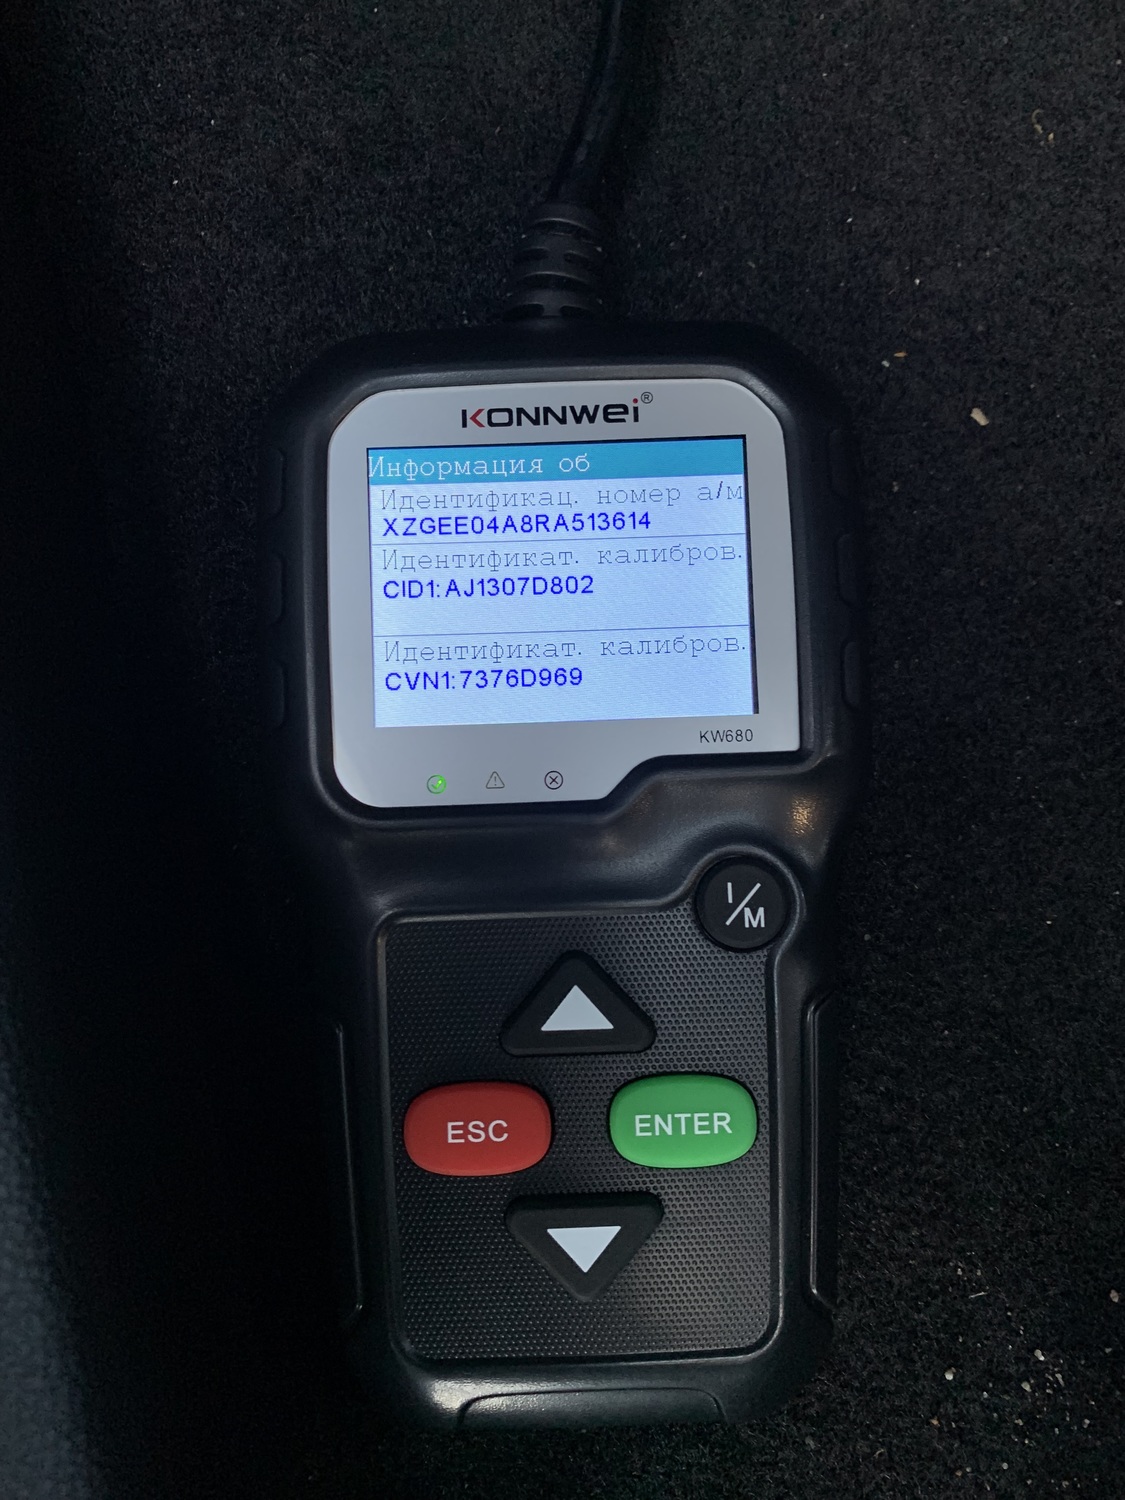 KONNWEI®
Информация об
Идентификац. номер а/м
XZGEE04A8RA513614
Идентификат. калибров.
CID1:AJ1307D802
Идентификат. калибров.
CVN1:7376D969
KW680
I/M
ESC
ENTER